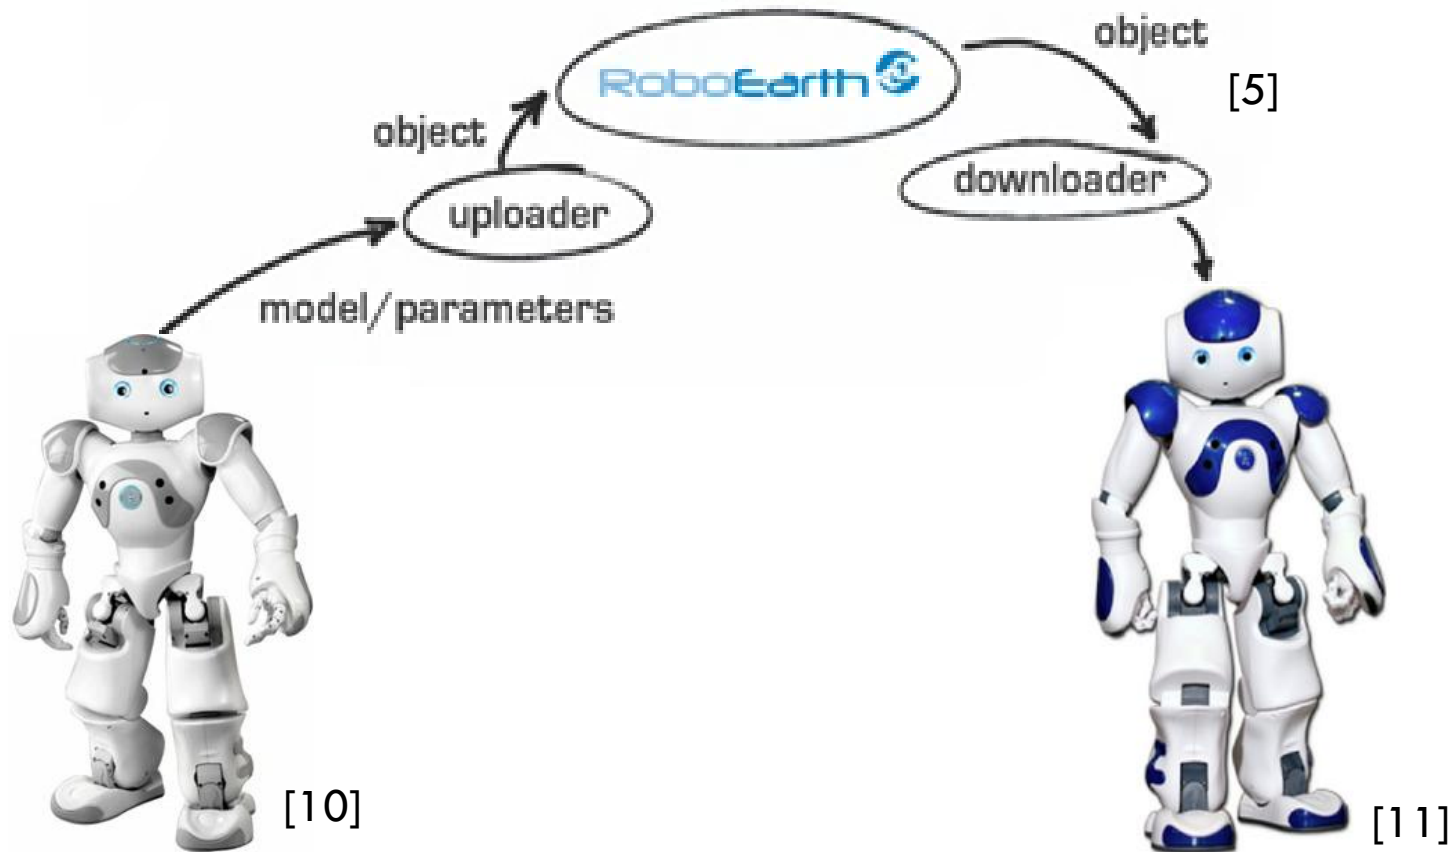 object
RoboEarth
[5]
object
downloader
uploader
model/parameters
[10]
[11]